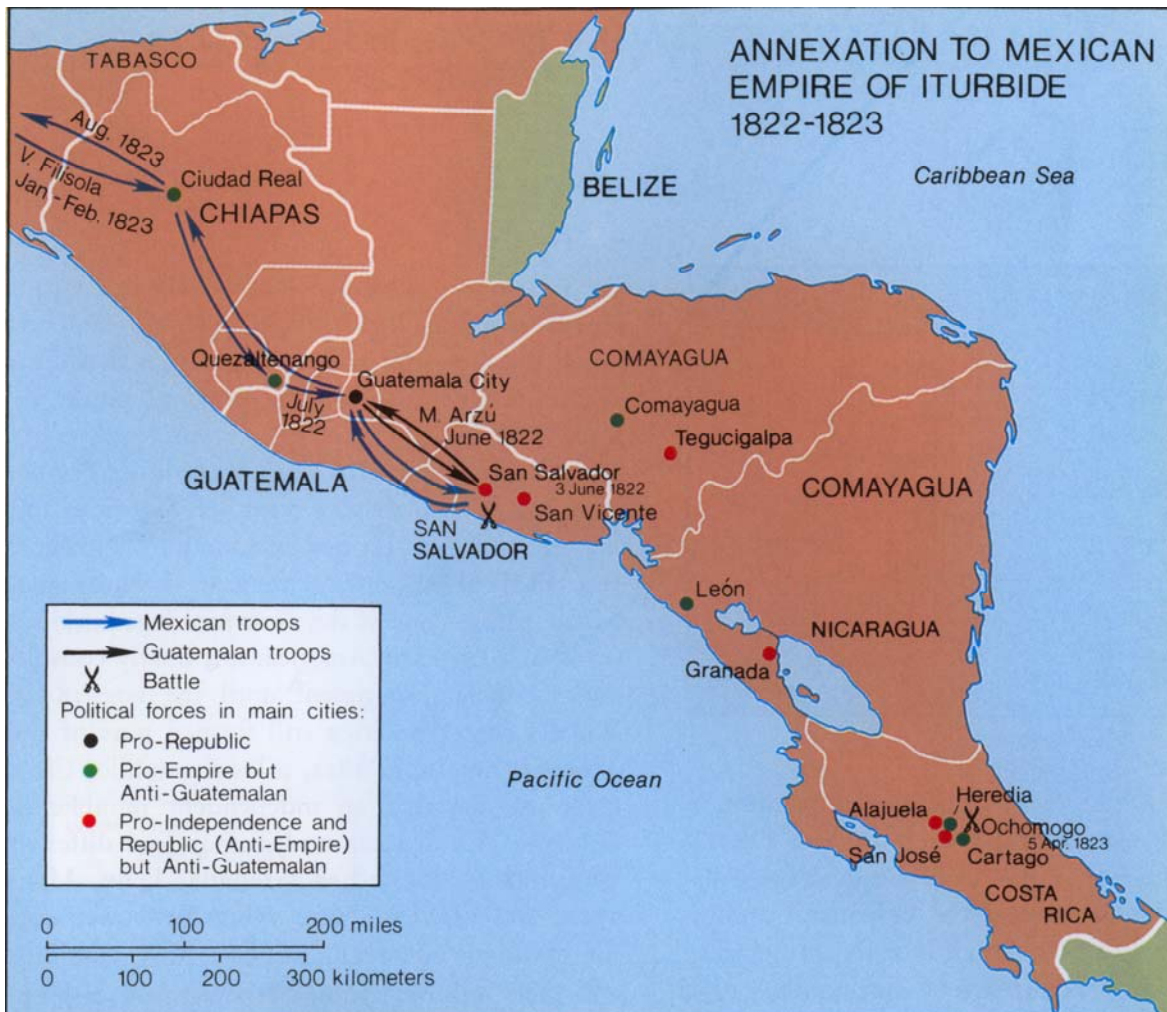 ANNEXATION TO MEXICAN
EMPIRE OF ITURBIDE
1822-1823
TABASCO
Aug. 1823
V. Filisola
Jan-Feb. 1823
Ciudad Real
CHIAPAS
BELIZE
Caribbean Sea
Quezaltenango
July
1822
Guatemala City
M. Arzú
June 1822
GUATEMALA
COMAYAGUA
Comayagua
Tegucigalpa
San Salvador
3 June 1822
San Vicente
SAN
SALVADOR
COMAYAGUA
León
NICARAGUA
Granada
Pacific Ocean
Heredia
Alajuela
Ochomogo
5 Apr. 1823
San José
Cartago
COSTA
RICA
Mexican troops
Guatemalan troops
Battle
Political forces in main cities:
Pro-Republic
Pro-Empire but
Anti-Guatemalan
Pro-Independence and
Republic (Anti-Empire)
but Anti-Guatemalan
0 100 200 miles
0 100 200 300 kilometers